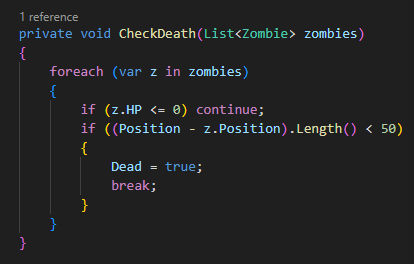 1 reference
private void CheckDeath(List<Zombie> zombies)
{
    foreach (var z in zombies)
    {
        if (z.HP <= 0) continue;
        if ((Position - z.Position).Length() < 50)
        {
            Dead = true;
            break;
        }
    }
}